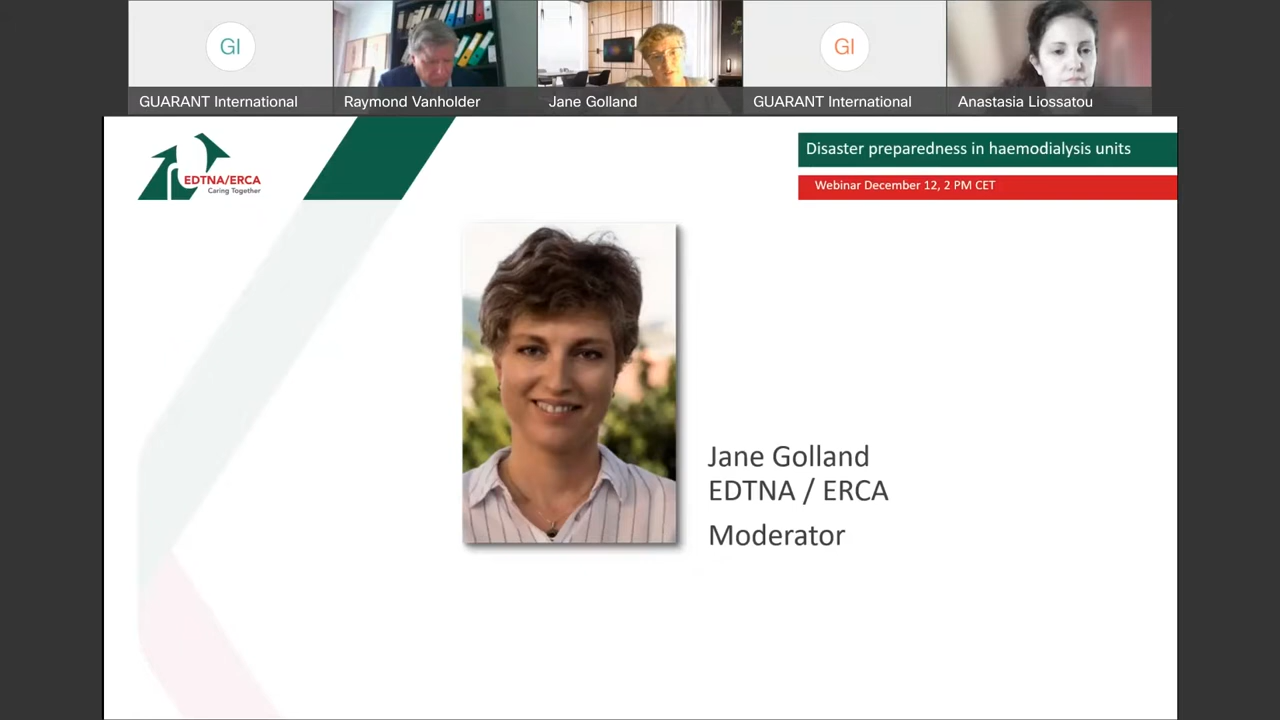 GI
GI
GUARANT International
Raymond Vanholder
Jane Golland
GUARANT International
Anastasia Liossatou
EDTNA/ERCA
Caring Together
Disaster preparedness in haemodialysis units
Webinar December 12, 2 PM CET
Jane Golland
EDTNA / ERCA
Moderator